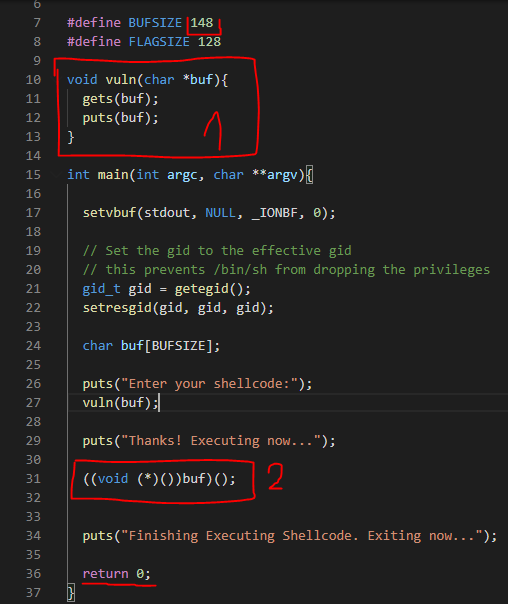 6
7 #define BUFSIZE 148
8 #define FLAGSIZE 128
9
10 void vuln(char *buf){
11   gets(buf);
12   puts(buf);
13 }
1
14
15 int main(int argc, char **argv){
16
17   setvbuf(stdout, NULL, _IONBF, 0);
18
19   // Set the gid to the effective gid
20   // this prevents /bin/sh from dropping the privileges
21   gid_t gid = getegid();
22   setresgid(gid, gid, gid);
23
24   char buf[BUFSIZE];
25
26   puts("Enter your shellcode:");
27   vuln(buf);
28
29   puts("Thanks! Executing now...");
30
31   ((void (*)())buf)(); 2
32
33
34   puts("Finishing Executing Shellcode. Exiting now...");
35
36   return 0;
37 }